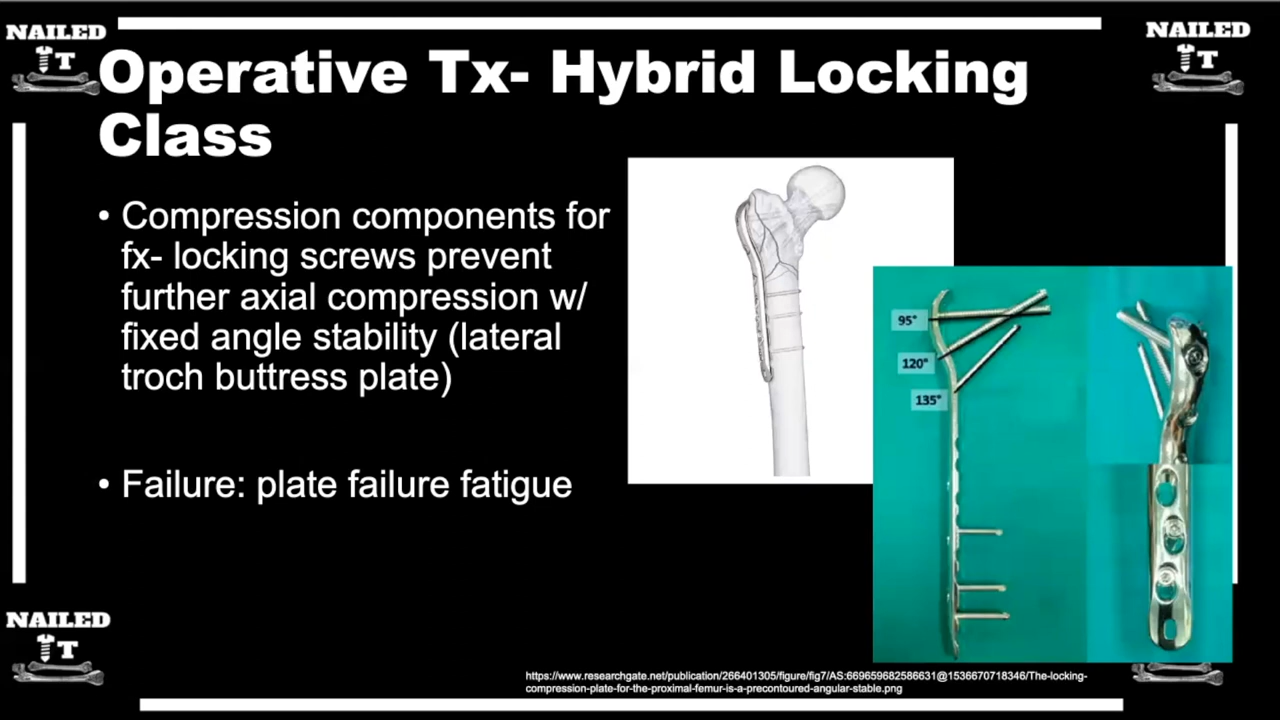 NAILED
IT
NAILED
IT
Operative Tx- Hybrid Locking
Class
• Compression components for
fx- locking screws prevent
further axial compression w/
fixed angle stability (lateral
troch buttress plate)
• Failure: plate failure fatigue
95°
120°
135°
NAILED
IT
https://www.researchgate.net/publication/266401305/figure/fig7/AS:669659682586631@1536670718346/The-locking-
compression-plate-for-the-proximal-femur-is-a-precontoured-angular-stable.png